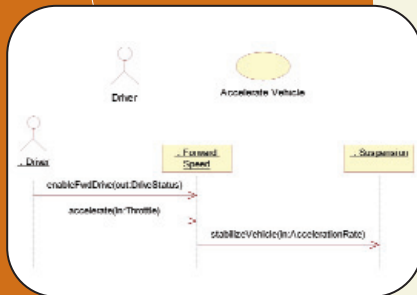 Driver
Accelerate Vehicle
: Driver
: Forward
Speed
: Suspension
enableFwdDrive(out:DriveStatus)
accelerate(in:Throttle)
stabilizeVehicle(in:AccelerationRate)